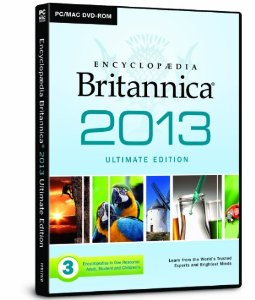 PC/MAC DVD-ROM
ENCYCLOPÆDIA
Britannica®
2013
ULTIMATE EDITION
3
Encyclopedias in One Resource:
Adult, Student and Children's
Learn from the World's Trusted
Experts and Brightest Minds
Encyclopædia Britannica® 2013 Ultimate Edition